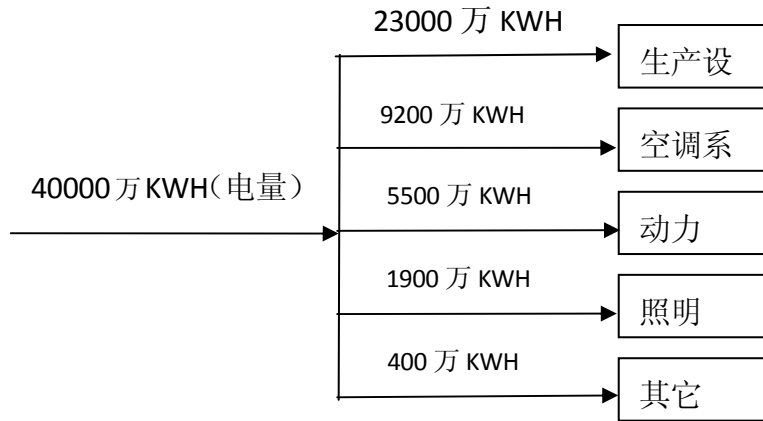 23000 万 KWH
生产设
9200 万 KWH
空调系
40000 万 KWH（电量）
5500 万 KWH
动力
1900 万 KWH
照明
400 万 KWH
其它